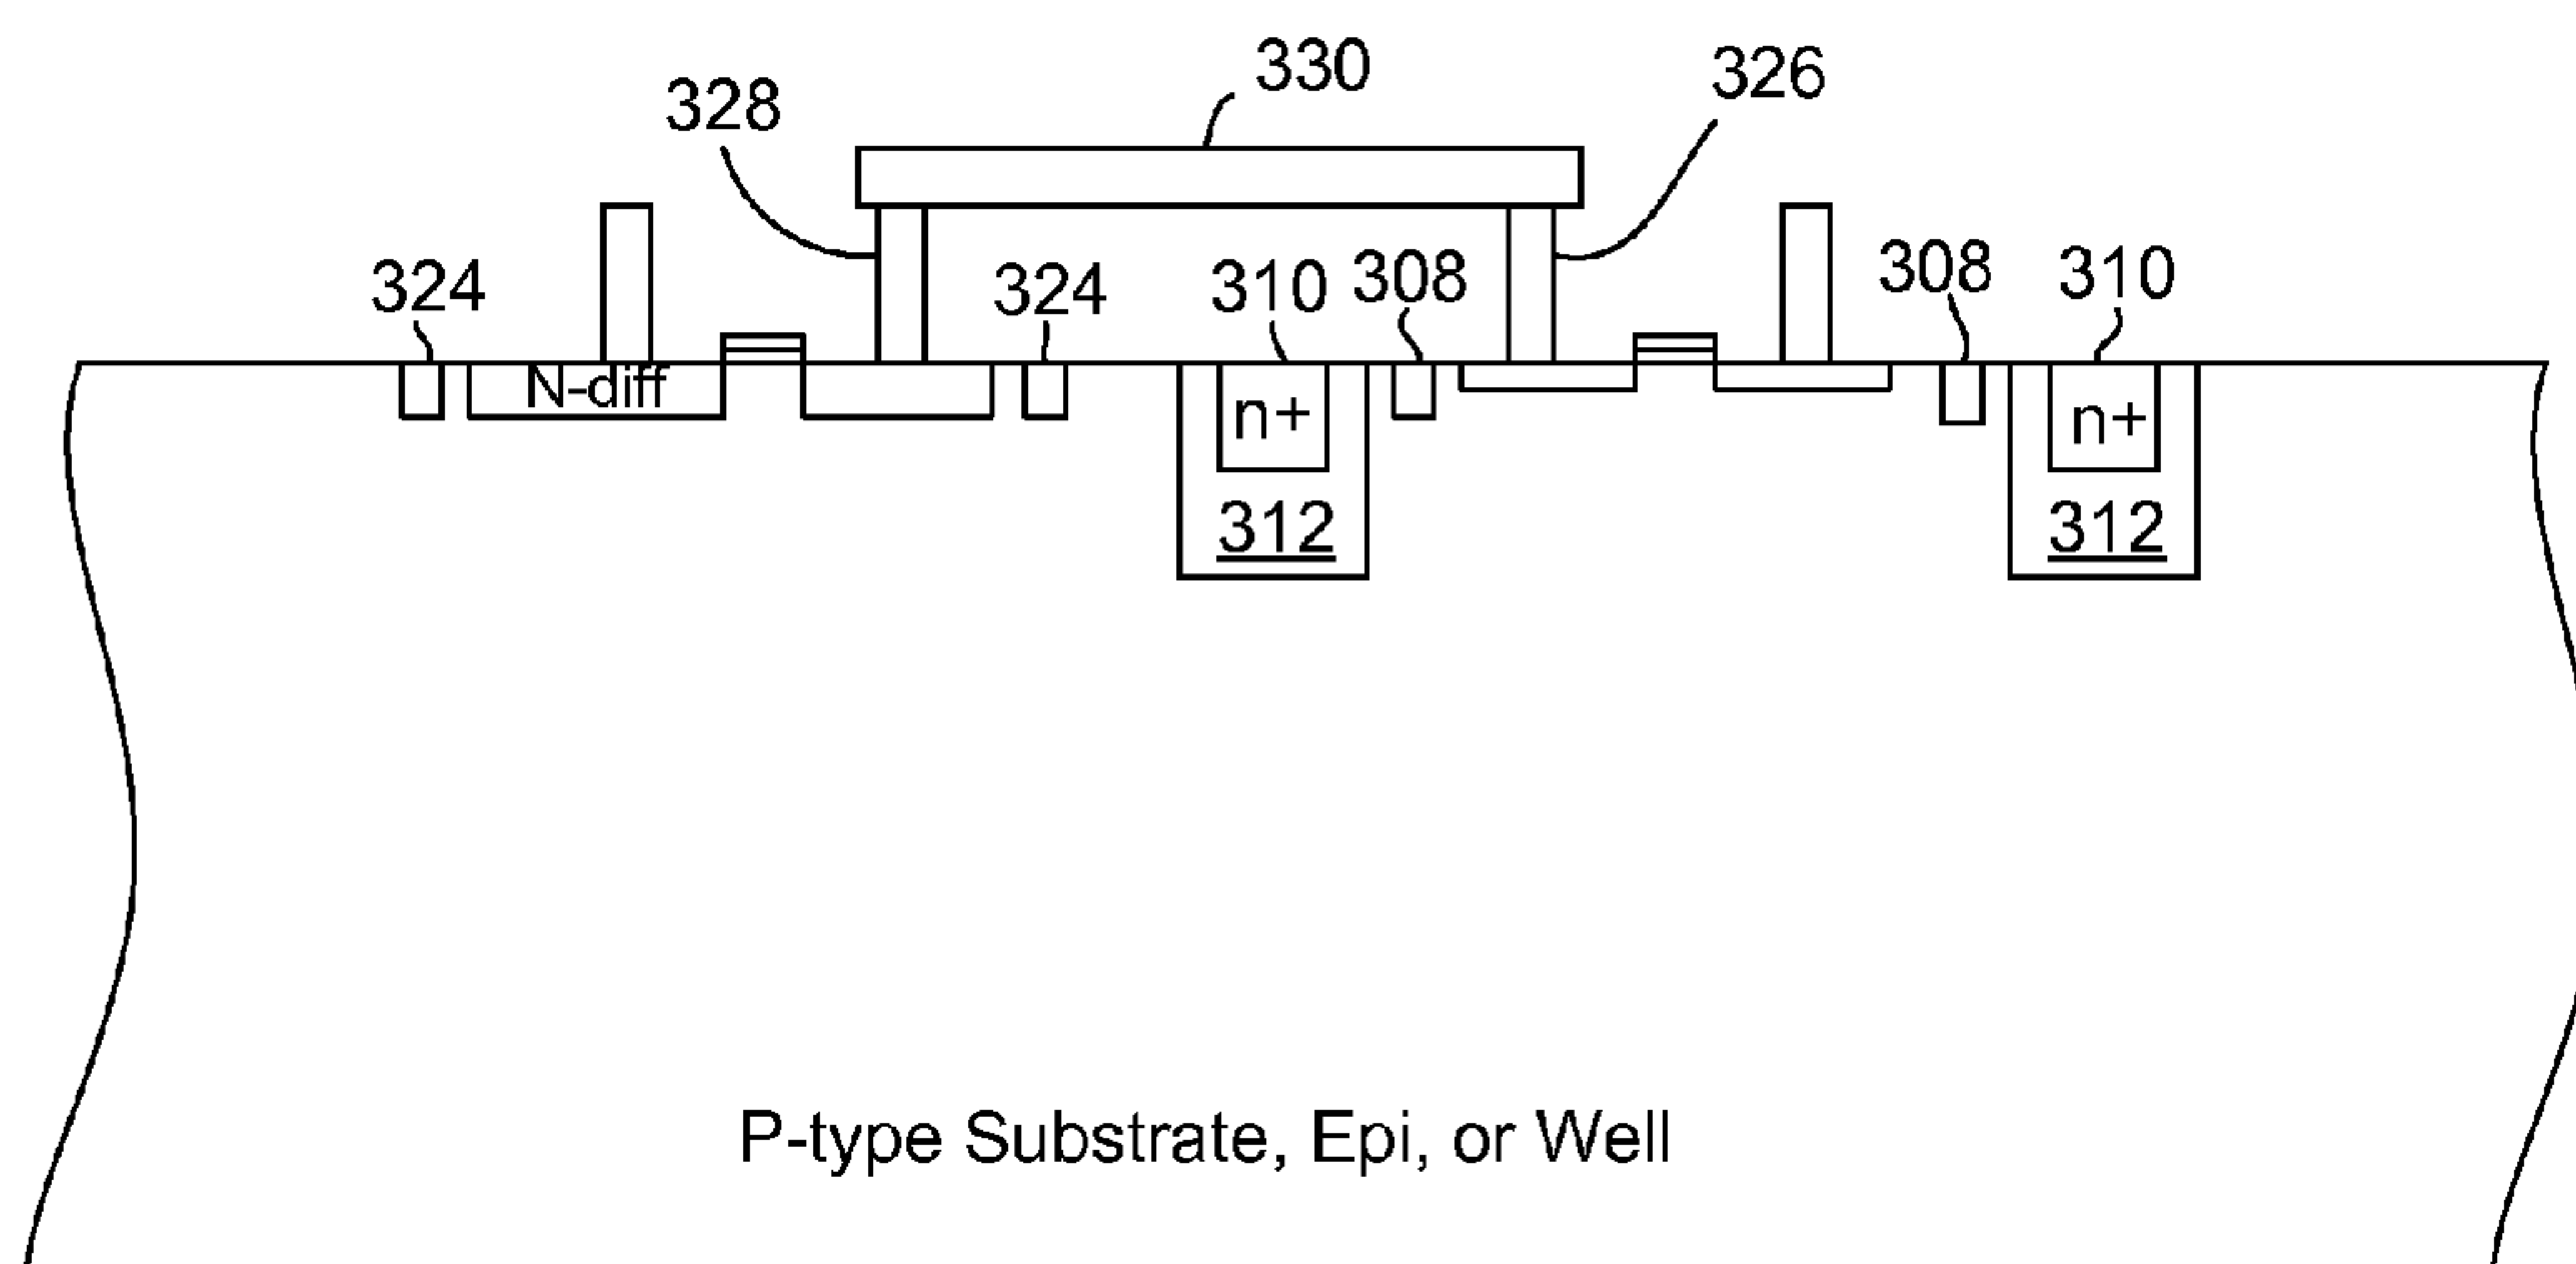 330
326
328
324
324
310
308
308
310
N-diff
n+
n+
312
312
P-type Substrate, Epi, or Well